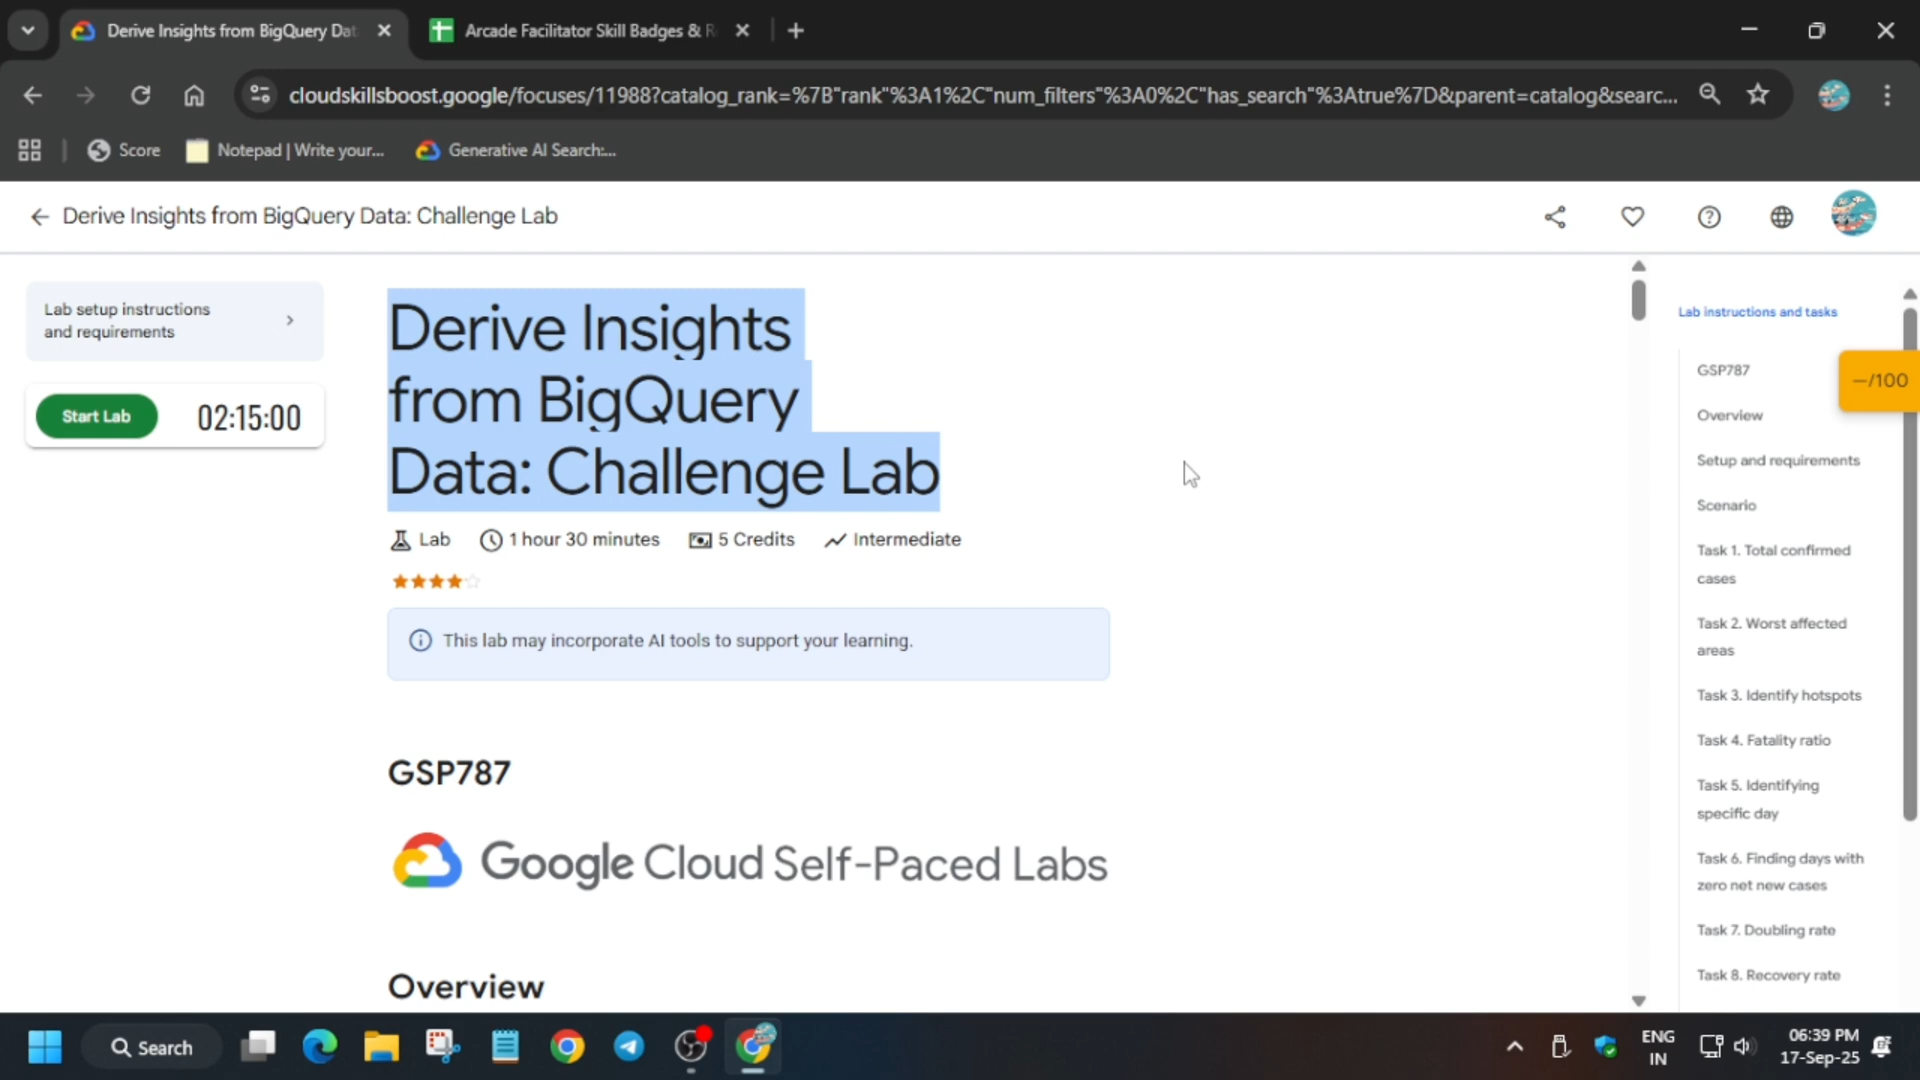 Derive Insights from BigQuery Dat
Arcade Facilitator Skill Badges & R
cloudskillsboost.google/focuses/11988?catalog_rank=%7B"rank"%3A1%2C"num_filters"%3A0%2C"has_search"%3Atrue%7D&parent=catalog&searc...
Score
Notepad | Write your...
Generative AI Search:...
Derive Insights from BigQuery Data: Challenge Lab
Lab setup instructions
and requirements
Start Lab
02:15:00
Derive Insights
from BigQuery
Data: Challenge Lab
Lab
1 hour 30 minutes
5 Credits
Intermediate
This lab may incorporate AI tools to support your learning.
GSP787
Google Cloud Self-Paced Labs
Overview
Lab instructions and tasks
GSP787
—/100
Overview
Setup and requirements
Scenario
Task 1. Total confirmed
cases
Task 2. Worst affected
areas
Task 3. Identify hotspots
Task 4. Fatality ratio
Task 5. Identifying
specific day
Task 6. Finding days with
zero net new cases
Task 7. Doubling rate
Task 8. Recovery rate
Search
ENG
IN
06:39 PM
17-Sep-25